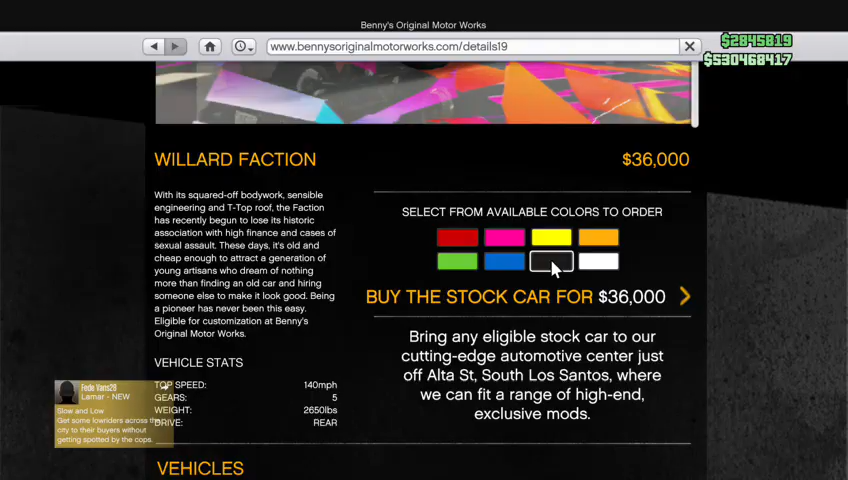 Benny's Original Motor Works
www.bennysoriginalmotorworks.com/details19
$2845819
$530468417
WILLARD FACTION
$36,000
With its squared-off bodywork, sensible
engineering and T-Top roof, the Faction
has recently begun to lose its historic
association with high finance and cases of
sexual assault. These days, it's old and
cheap enough to attract a generation of
young artisans who dream of nothing
more than finding an old car and hiring
someone else to make it look good. Being
a pioneer has never been this easy.
Eligible for customization at Benny's
Original Motor Works.
VEHICLE STATS
TOP SPEED: 140mph
GEARS: 5
WEIGHT: 2650lbs
DRIVE: REAR
SELECT FROM AVAILABLE COLORS TO ORDER
BUY THE STOCK CAR FOR $36,000
Bring any eligible stock car to our
cutting-edge automotive center just
off Alta St, South Los Santos, where
we can fit a range of high-end,
exclusive mods.
Fede Vans28
Lamar - NEW
Slow and Low
Get some lowriders across the
city to their buyers without
getting spotted by the cops.
VEHICLES